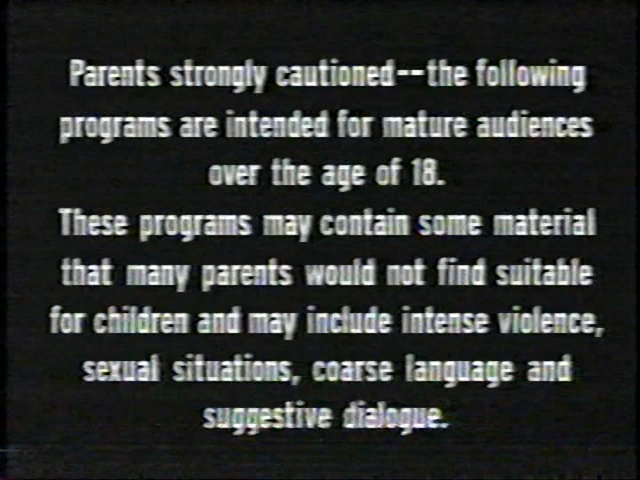 Parents strongly cautioned--the following
programs are intended for mature audiences
over the age of 18.
These programs may contain some material
that many parents would not find suitable
for children and may include intense violence,
sexual situations, coarse language and
suggestive dialogue.